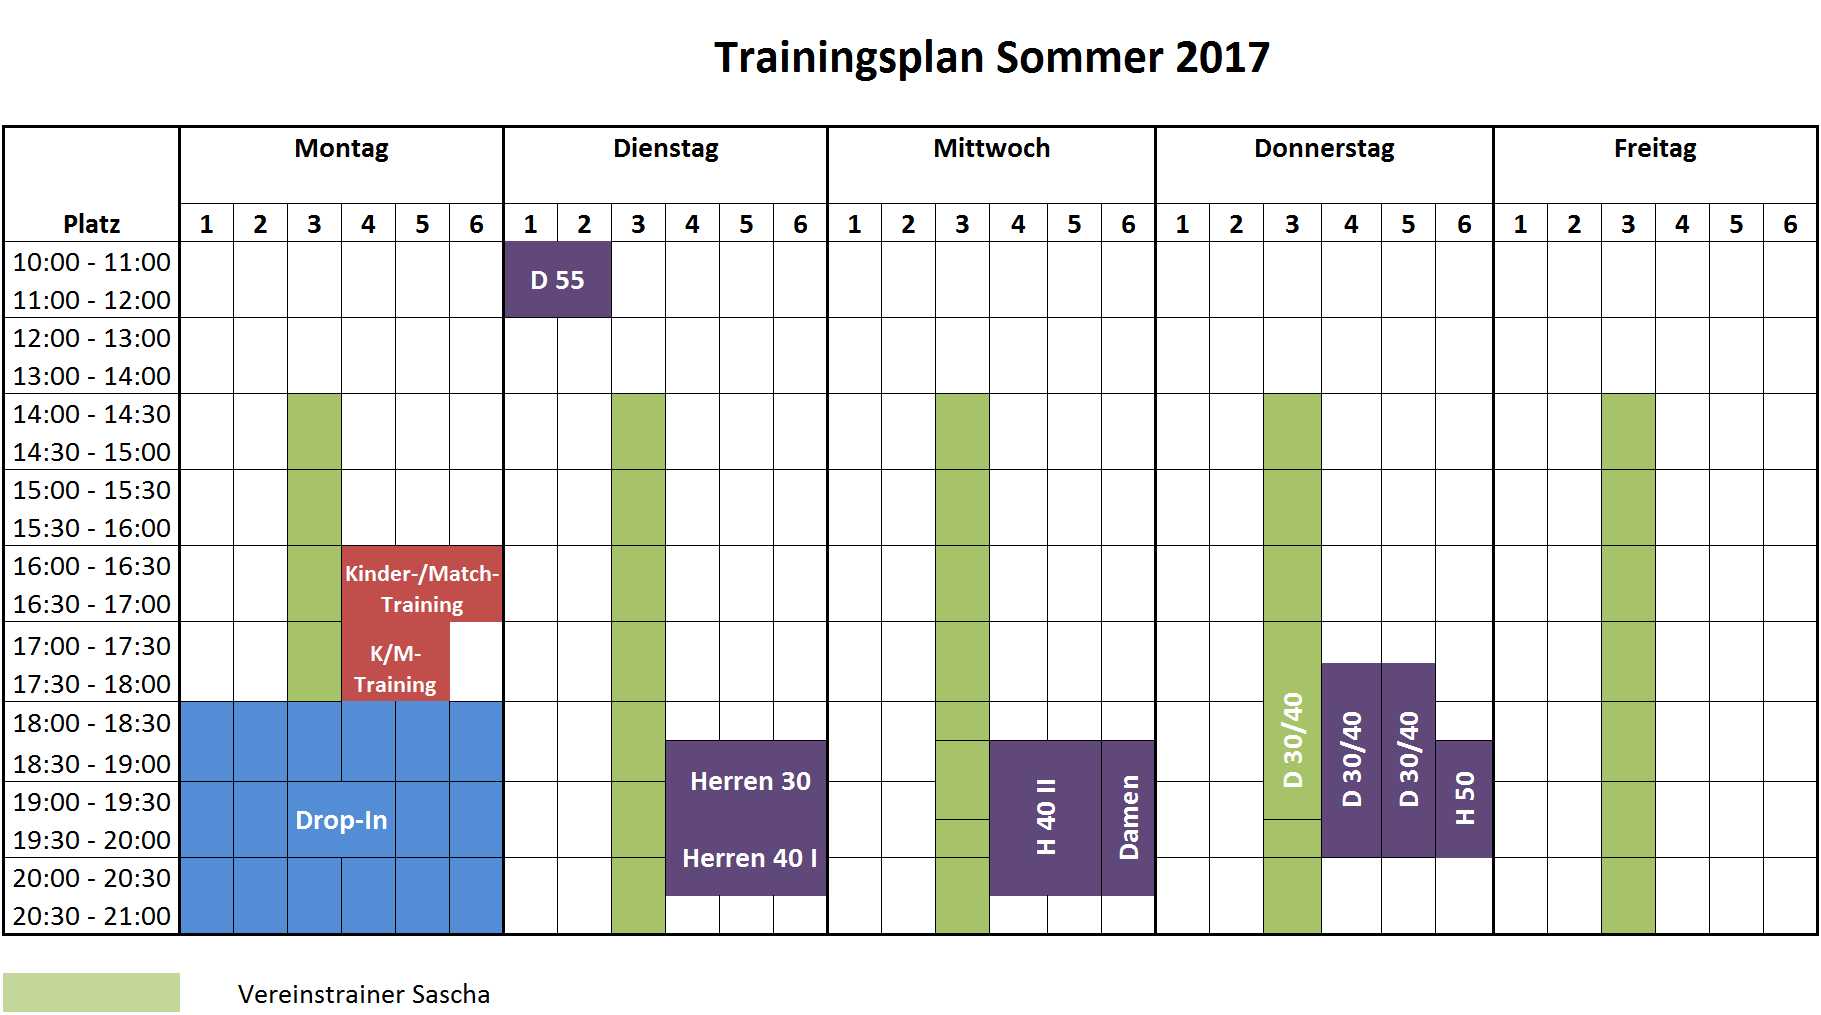 Trainingsplan Sommer 2017
Montag Dienstag Mittwoch Donnerstag Freitag
Platz 1 2 3 4 5 6 1 2 3 4 5 6 1 2 3 4 5 6 1 2 3 4 5 6 1 2 3 4 5 6
10:00 - 11:00
D 55
11:00 - 12:00
12:00 - 13:00
13:00 - 14:00
14:00 - 14:30
14:30 - 15:00
15:00 - 15:30
15:30 - 16:00
16:00 - 16:30
Kinder-/Match-
16:30 - 17:00
Training
17:00 - 17:30
K/M-
17:30 - 18:00
Training
18:00 - 18:30
18:30 - 19:00
Herren 30
19:00 - 19:30
Drop-In
19:30 - 20:00
Herren 40 I
H 40 II
Damen
D 30/40
D 30/40
D 30/40
H 50
20:00 - 20:30
20:30 - 21:00
Vereinstrainer Sascha